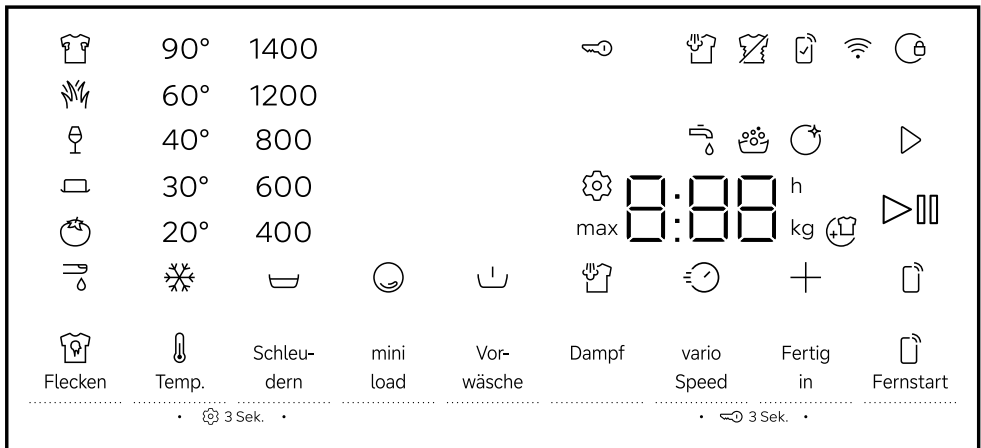 90° 1400
60° 1200
40° 800
30° 600 8:88 h
20° 400 max kg
Schleu- mini Vor- Dampf vario Fertig
Flecken Temp. dern load wäsche Speed in Fernstart
3 Sek. 3 Sek.